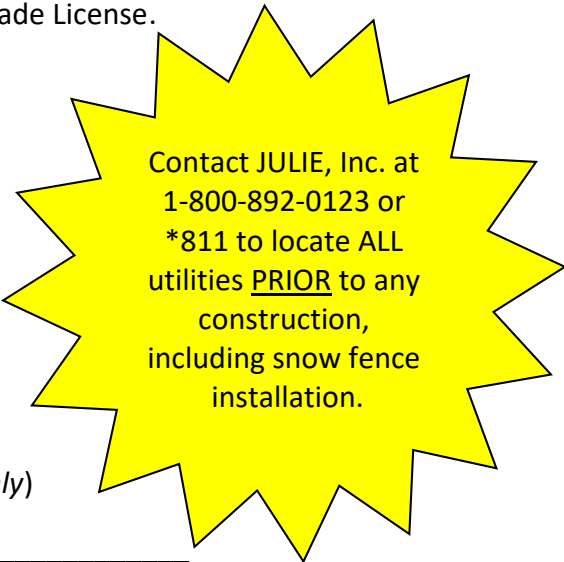 ade License.
Contact JULIE, Inc. at
1-800-892-0123 or
*811 to locate ALL
utilities PRIOR to any
construction,
including snow fence
installation.
ly)